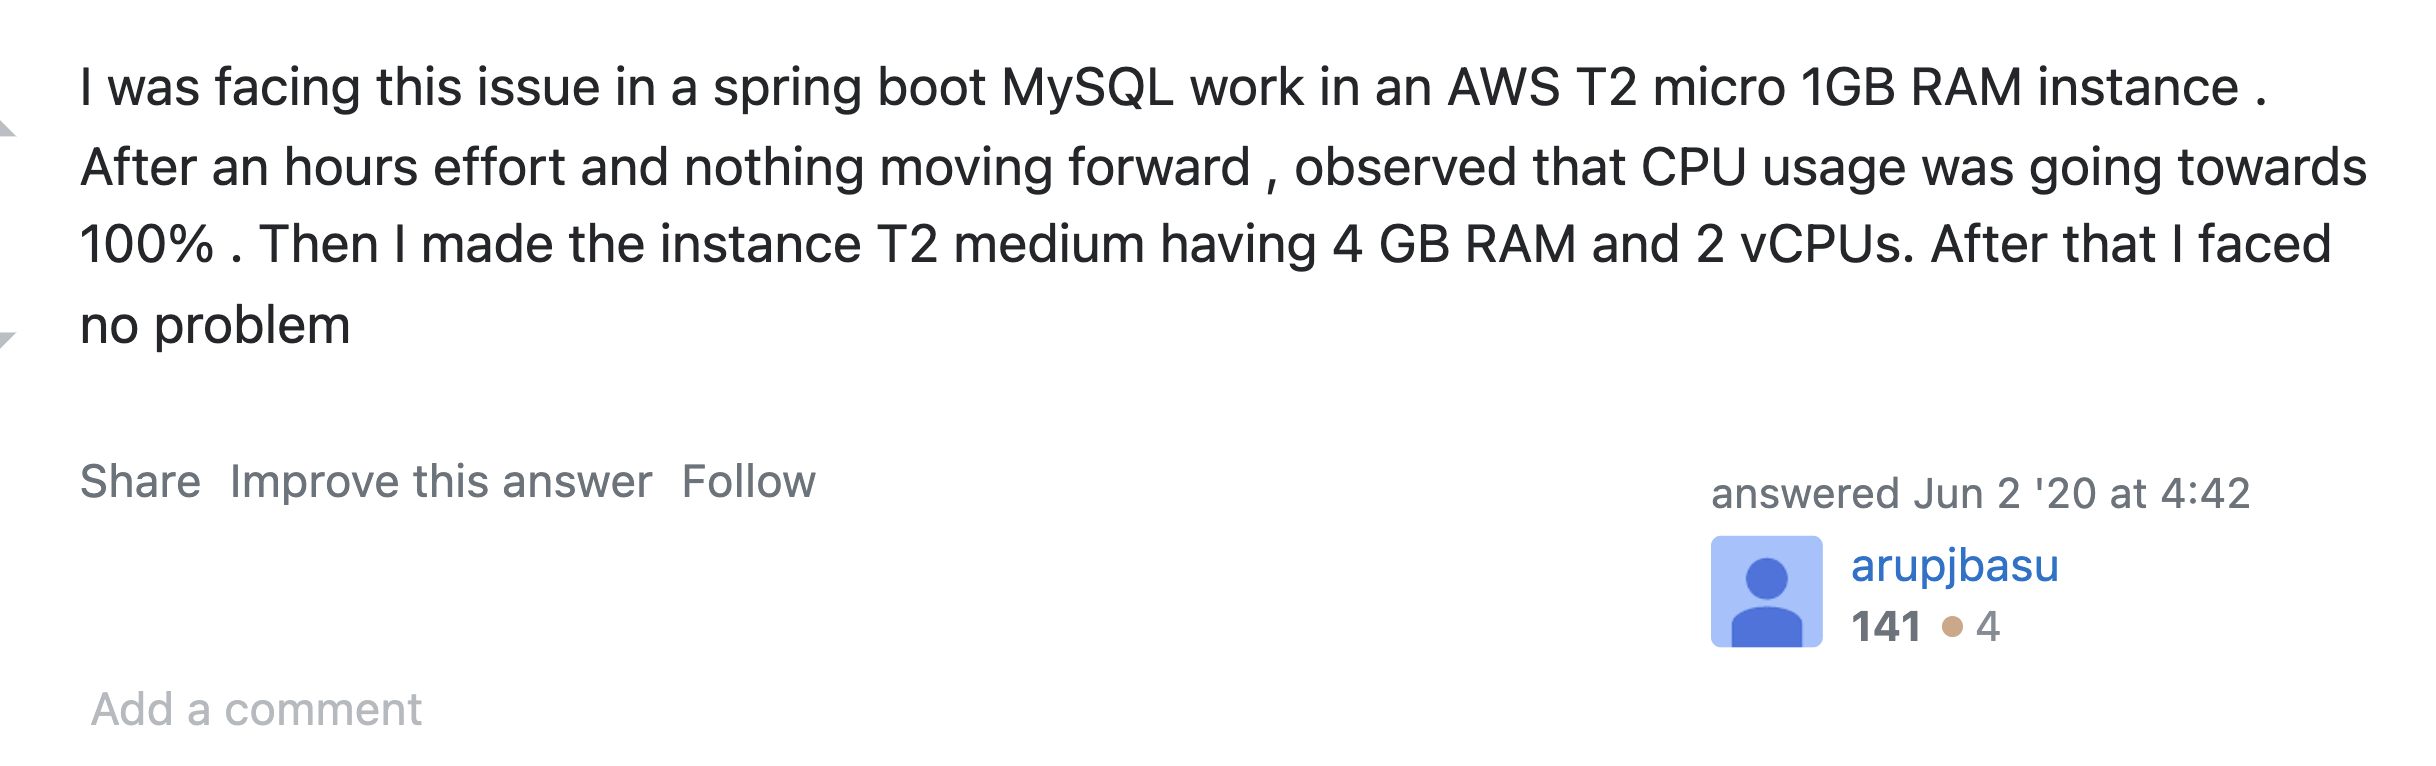 I was facing this issue in a spring boot MySQL work in an AWS T2 micro 1GB RAM instance .
After an hours effort and nothing moving forward , observed that CPU usage was going towards
100% . Then I made the instance T2 medium having 4 GB RAM and 2 vCPUs. After that I faced
no problem
Share Improve this answer Follow
answered Jun 2 '20 at 4:42
arupjbasu
141 ● 4
Add a comment